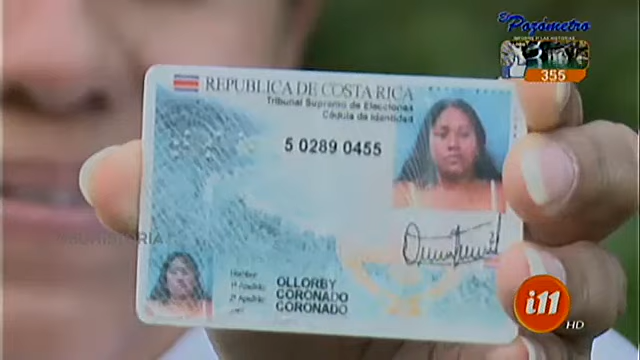 El Pozómetro
355
REPUBLICA DE COSTA RICA
Tribunal Supremo de Elecciones
Cédula de Identidad
5 0289 0455
SUHISTORIA
Nombre
OLLORBY
1º Apellido
CORONADO
2º Apellido
CORONADO
i11
HD